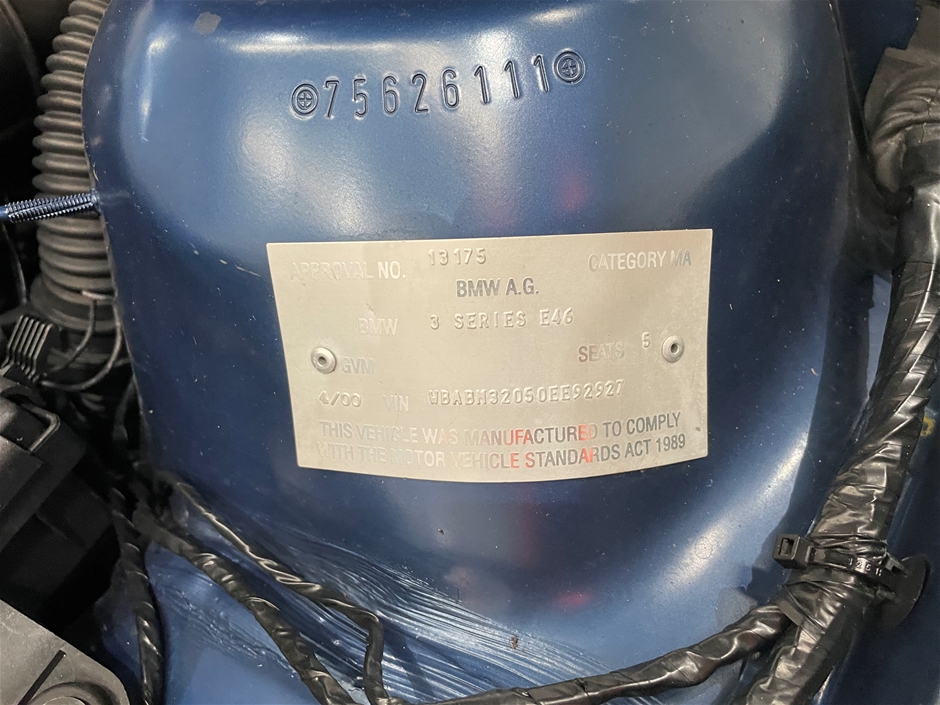 75626111
APPROVAL NO. 13175 CATEGORY MA
BMW A.G.
BMW 3 SERIES E46
GVM SEATS 5
4/00 VIN WBABN32050EE92927
THIS VEHICLE WAS MANUFACTURED TO COMPLY
WITH THE MOTOR VEHICLE STANDARDS ACT 1989